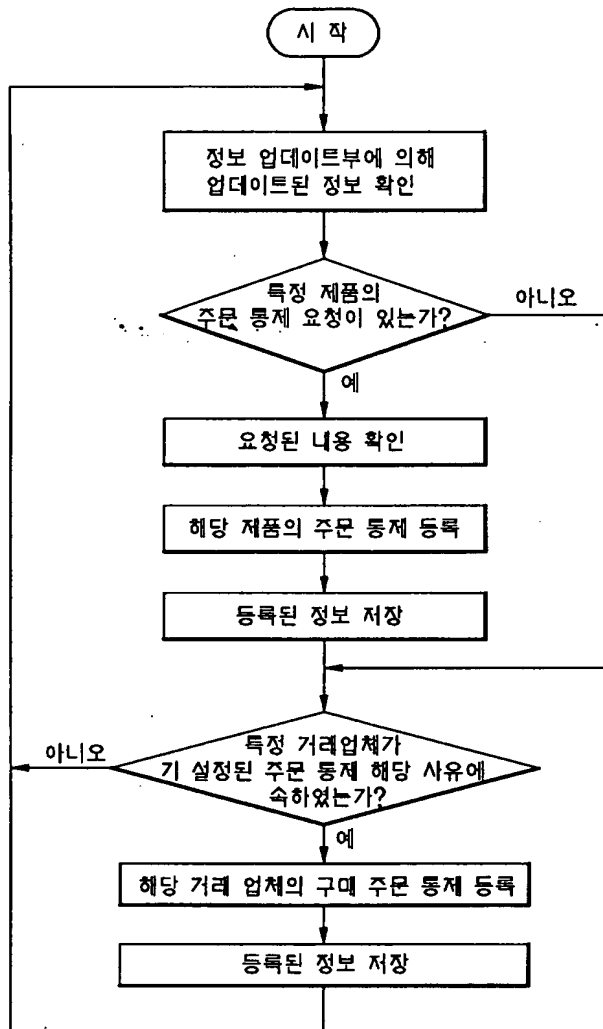 시 작
정보 업데이트부에 의해
업데이트된 정보 확인
특정 제품의
주문 통제 요청이 있는가?
아니오
예
요청된 내용 확인
해당 제품의 주문 통제 등록
등록된 정보 저장
특정 거래업체가
기 설정된 주문 통제 해당 사유에
속하였는가?
아니오
예
해당 거래 업체의 구매 주문 통제 등록
등록된 정보 저장